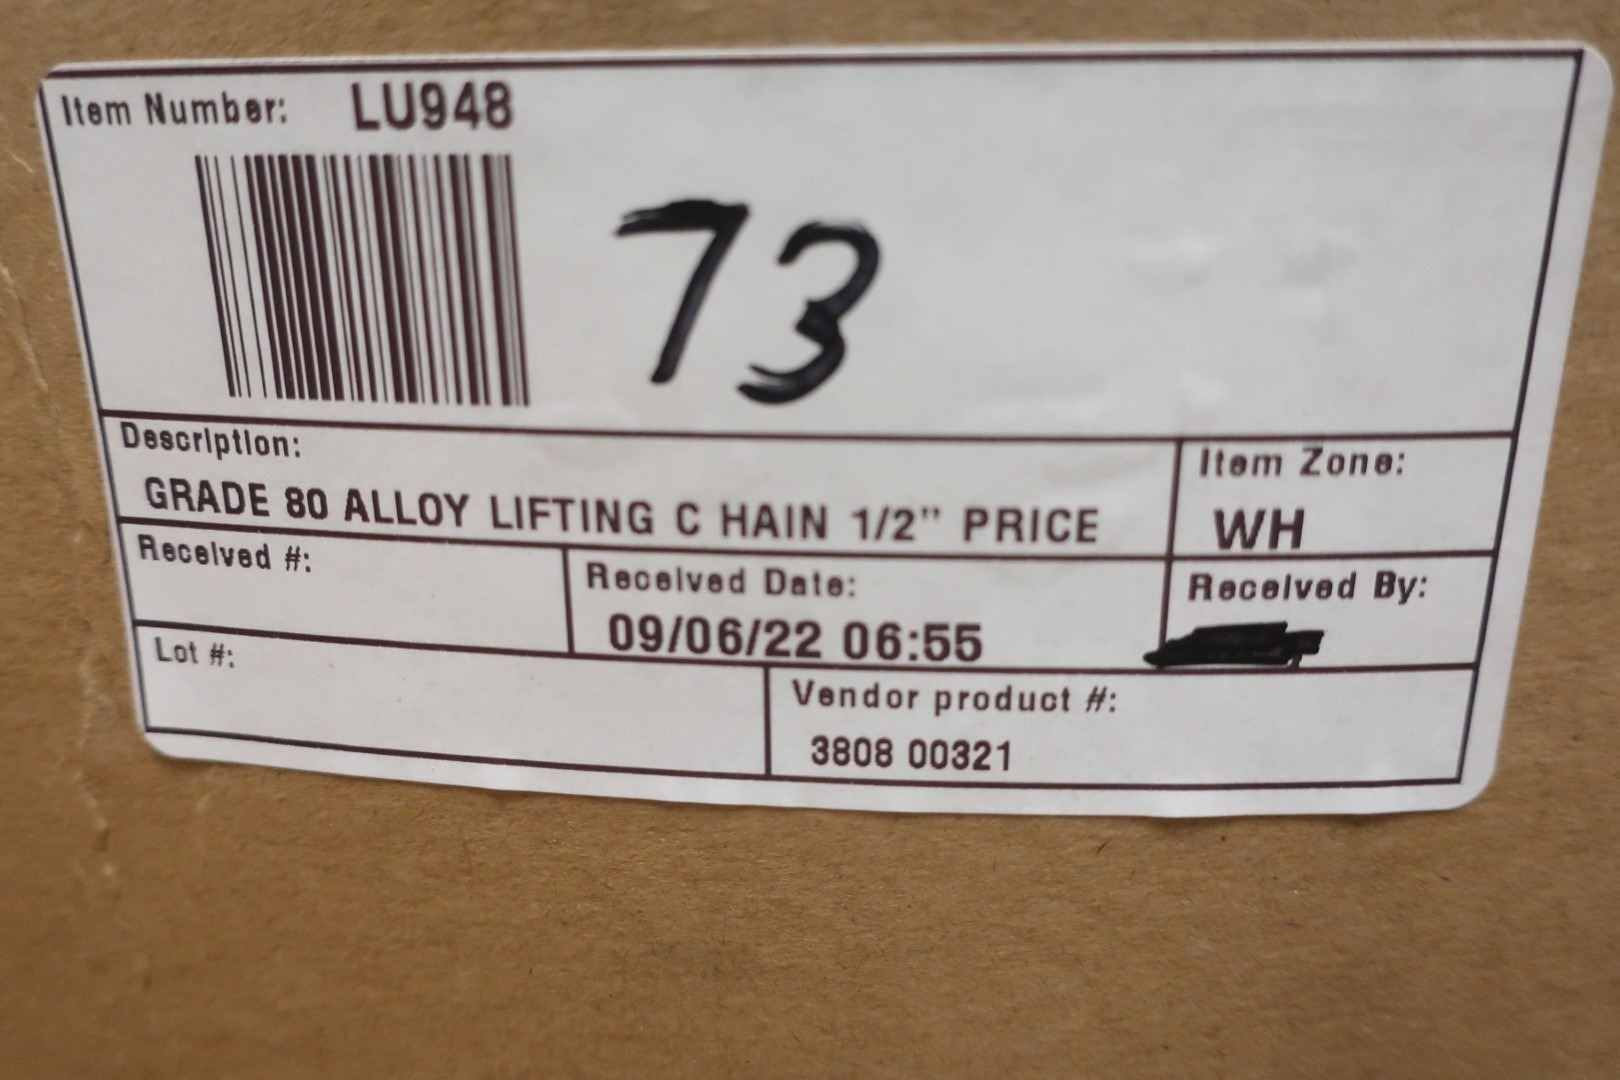 Item Number: LU948
73
Description:
GRADE 80 ALLOY LIFTING C HAIN 1/2" PRICE
Item Zone:
WH
Received #:
Received Date:
09/06/22 06:55
Received By:
Lot #:
Vendor product #:
3808 00321